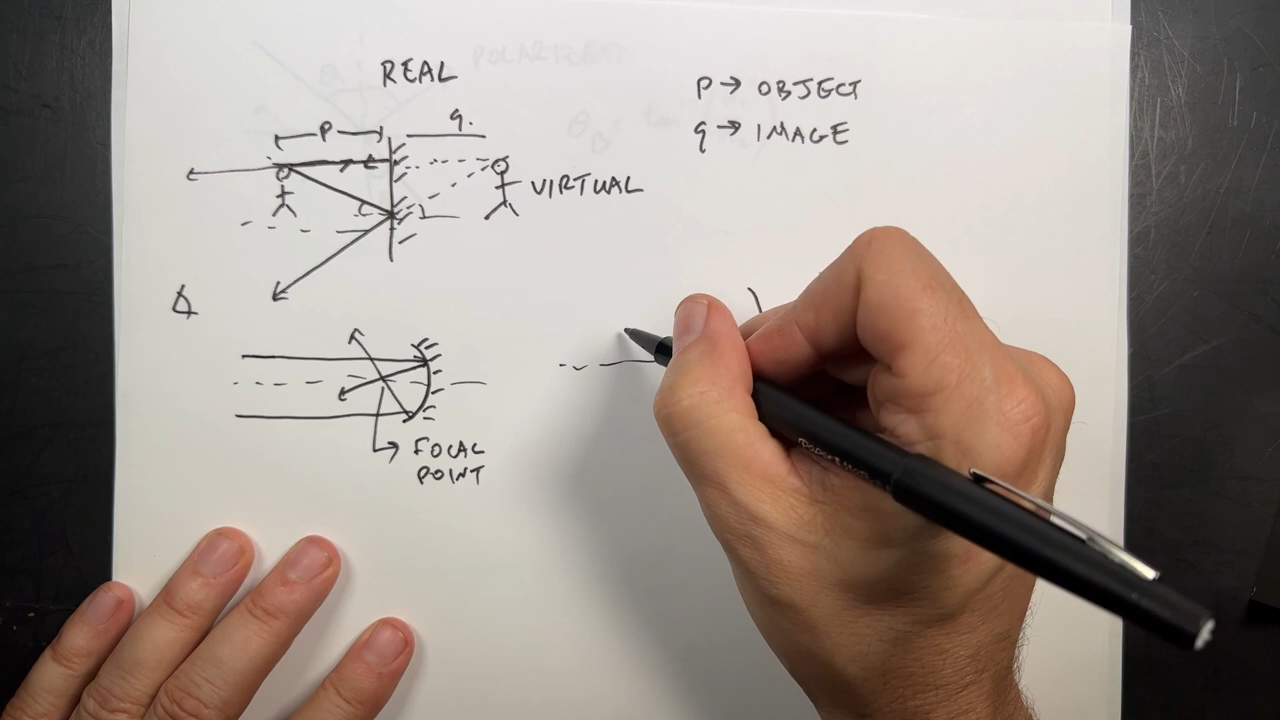 REAL
P → OBJECT
q → IMAGE
P
q.
VIRTUAL
FOCAL
POINT